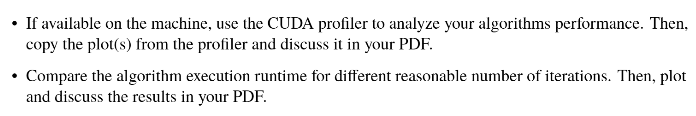 • If available on the machine, use the CUDA profiler to analyze your algorithms performance. Then,
copy the plot(s) from the profiler and discuss it in your PDF.
• Compare the algorithm execution runtime for different reasonable number of iterations. Then, plot
and discuss the results in your PDF.